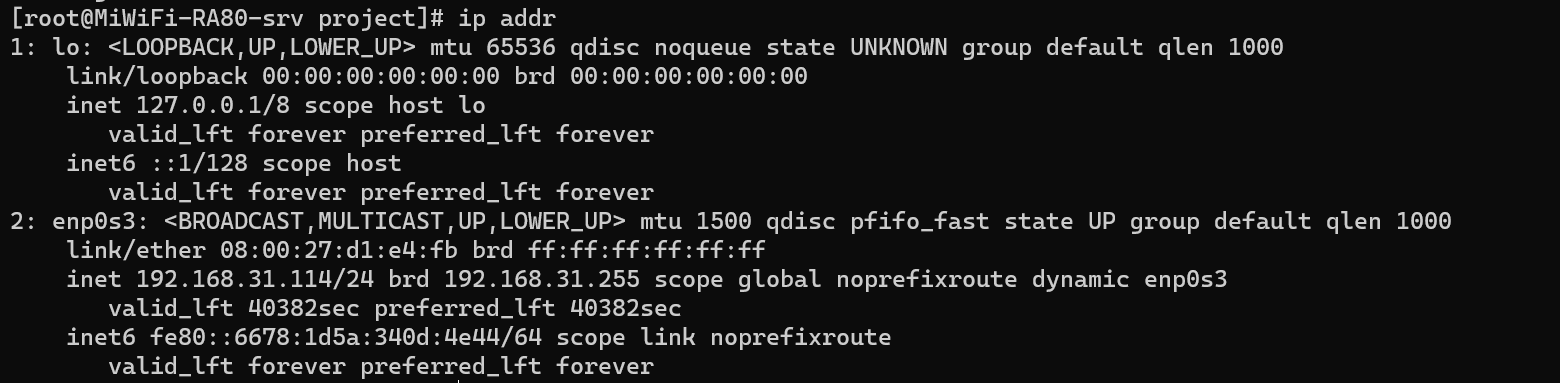 [root@MiWiFi-RA80-srv project]# ip addr
1: lo: <LOOPBACK,UP,LOWER_UP> mtu 65536 qdisc noqueue state UNKNOWN group default qlen 1000
    link/loopback 00:00:00:00:00:00 brd 00:00:00:00:00:00
    inet 127.0.0.1/8 scope host lo
       valid_lft forever preferred_lft forever
    inet6 ::1/128 scope host
       valid_lft forever preferred_lft forever
2: enp0s3: <BROADCAST,MULTICAST,UP,LOWER_UP> mtu 1500 qdisc pfifo_fast state UP group default qlen 1000
    link/ether 08:00:27:d1:e4:fb brd ff:ff:ff:ff:ff:ff
    inet 192.168.31.114/24 brd 192.168.31.255 scope global noprefixroute dynamic enp0s3
       valid_lft 40382sec preferred_lft 40382sec
    inet6 fe80::6678:1d5a:340d:4e44/64 scope link noprefixroute
       valid_lft forever preferred_lft forever